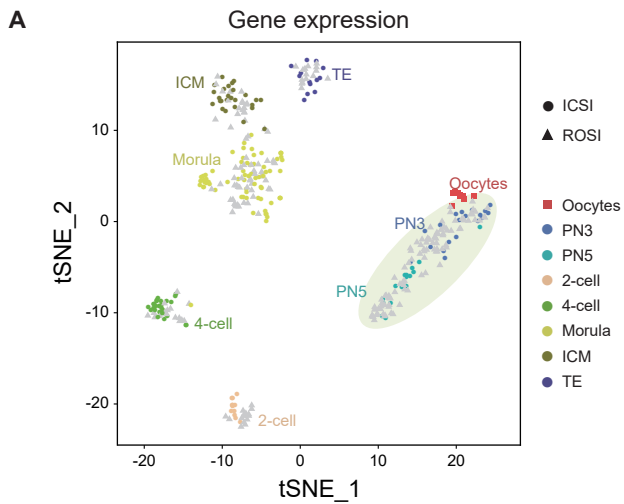 A
Gene expression
ICM
TE
Morula
Oocytes
PN3
PN5
4-cell
2-cell
10
0
-10
-20
tSNE_2
-20
-10
0
10
20
tSNE_1
ICSI
ROSI
Oocytes
PN3
PN5
2-cell
4-cell
Morula
ICM
TE